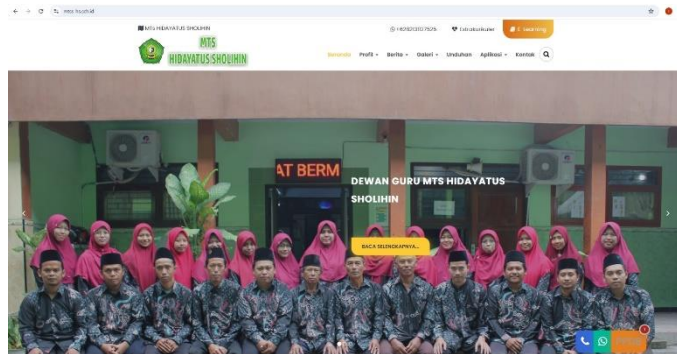 MTS HIDAYATUS SHOLIHIN
Ekstrakurikuler
E-Learning
MTS
HIDAYATUS SHOLIHIN
Beranda Profil Berita Galeri Unduhan Aplikasi Kontak
AT BERM
DEWAN GURU MTS HIDAYATUS
SHOLIHIN
BACA SELENGKAPNYA...